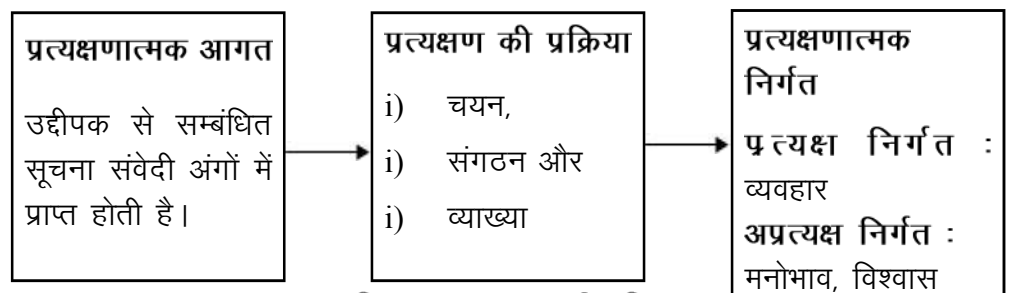 प्रत्यक्षणात्मक आगत
उद्दीपक से सम्बंधित
सूचना संवेदी अंगों में
प्राप्त होती है।
प्रत्यक्षण की प्रक्रिया
i) चयन,
i) संगठन और
i) व्याख्या
प्रत्यक्षणात्मक
निर्गत
प्रत्यक्ष निर्गत :
व्यवहार
अप्रत्यक्ष निर्गत :
मनोभाव, विश्वास